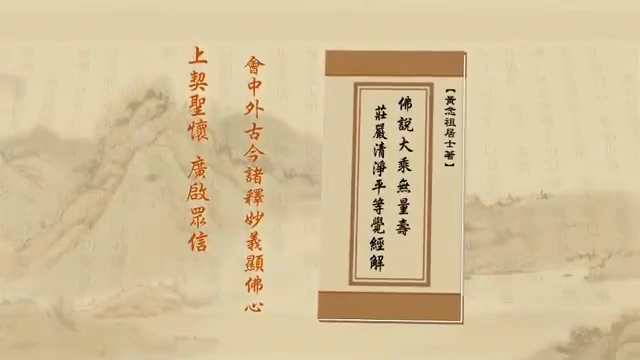 【黃念祖居士著】
佛說大乘無量壽
莊嚴清淨平等覺經解
會中外古今諸釋妙義顯佛心
上契聖懷 廣啟眾信